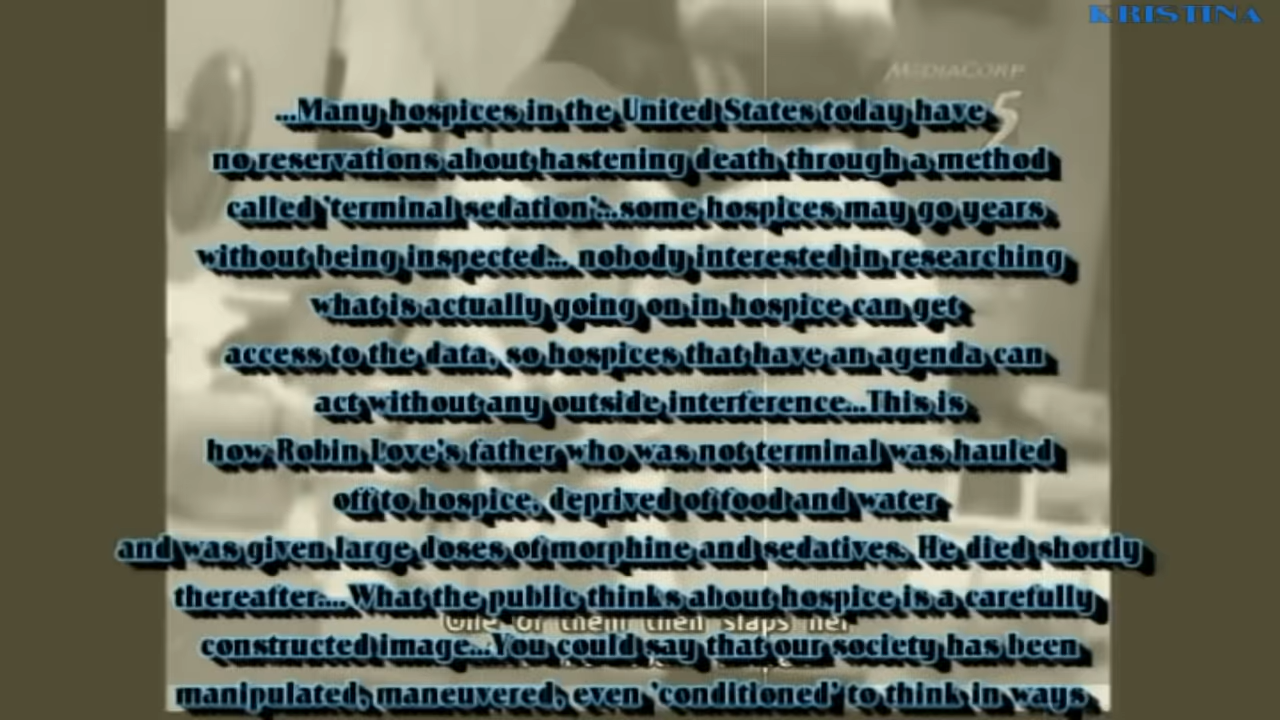 KRISTINA
MEDIACORP
5
...Many hospices in the United States today have
no reservations about hastening death through a method
called 'terminal sedation'...some hospices may go years
without being inspected... nobody interested in researching
what is actually going on in hospice can get
access to the data, so hospices that have an agenda can
act without any outside interference...This is
how Robin Love's father who was not terminal was hauled
off to hospice, deprived of food and water
and was given large doses of morphine and sedatives. He died shortly
thereafter....What the public thinks about hospice is a carefully
One of them then slaps her
constructed image...You could say that our society has been
manipulated, maneuvered, even 'conditioned' to think in ways